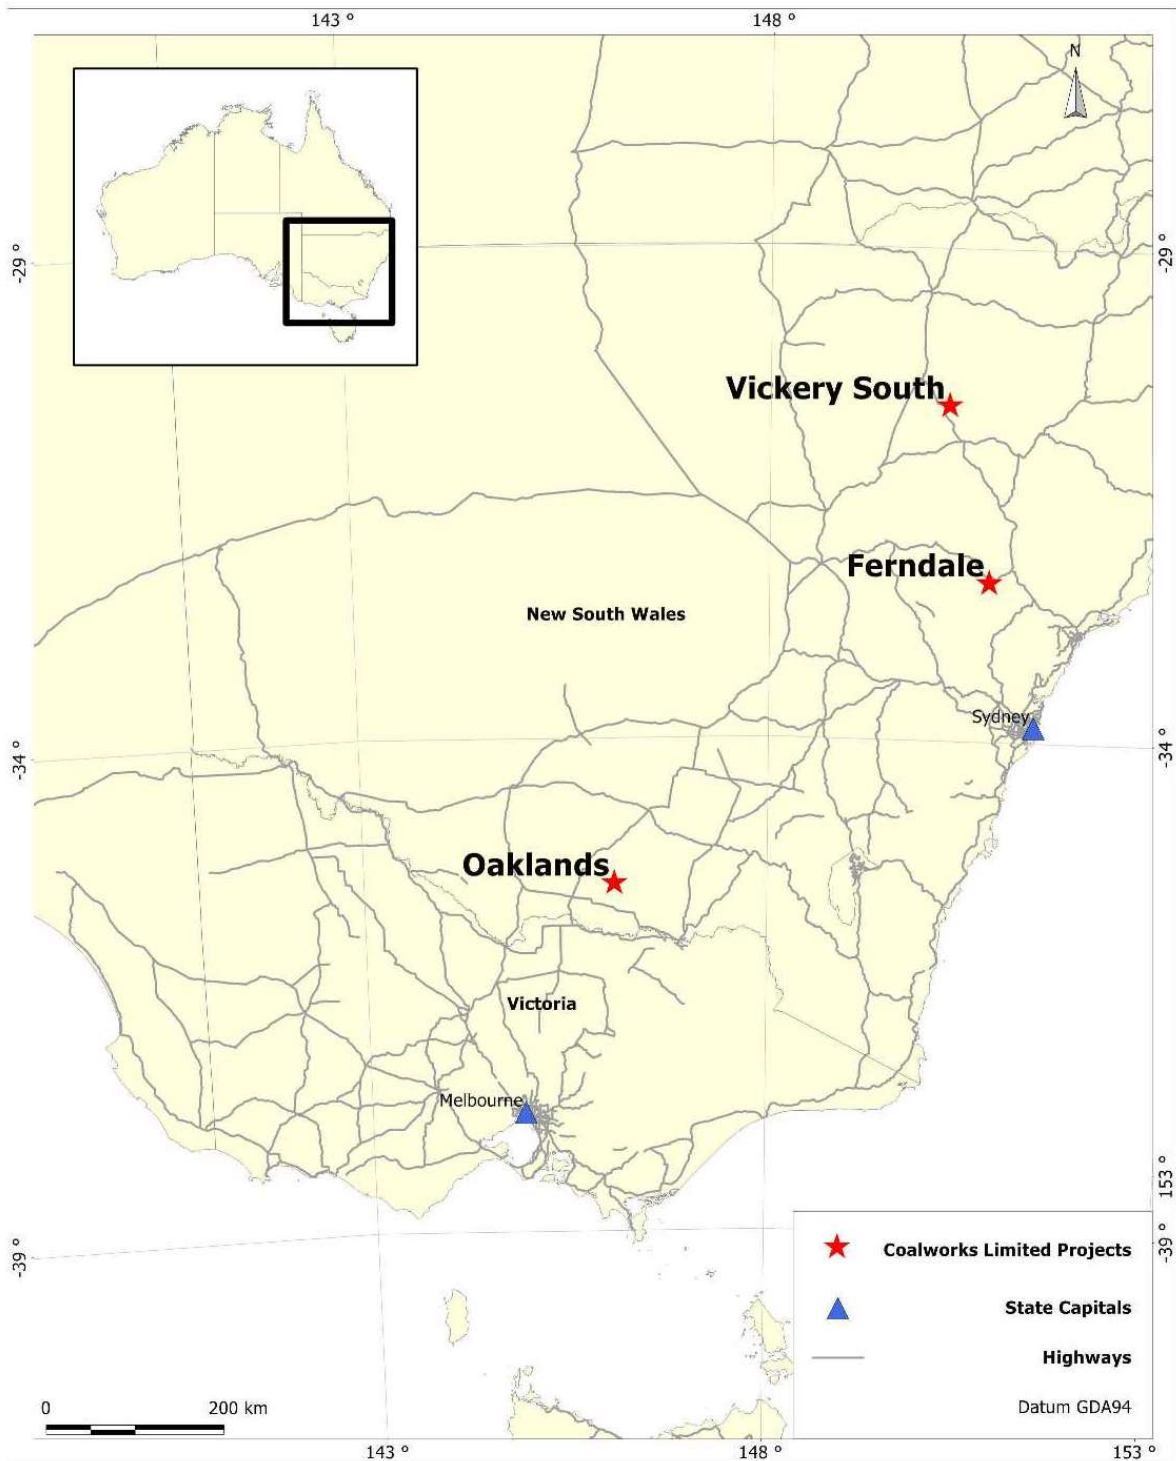 143 °
148 °
N
-29 °
-29 °
Vickery South
Ferndale
New South Wales
Sydney
-34 °
-34 °
Oaklands
Victoria
Melbourne
153 °
-39 °
-39 °
Coalworks Limited Projects
State Capitals
Highways
Datum GDA94
0 200 km
143 °
148 °
153 °